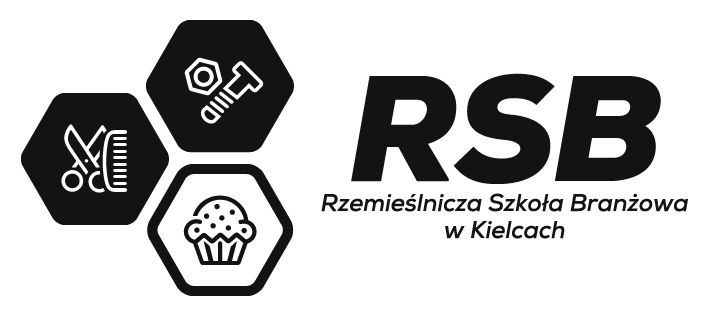 RSB
Rzemieślnicza Szkoła Branżowa
w Kielcach